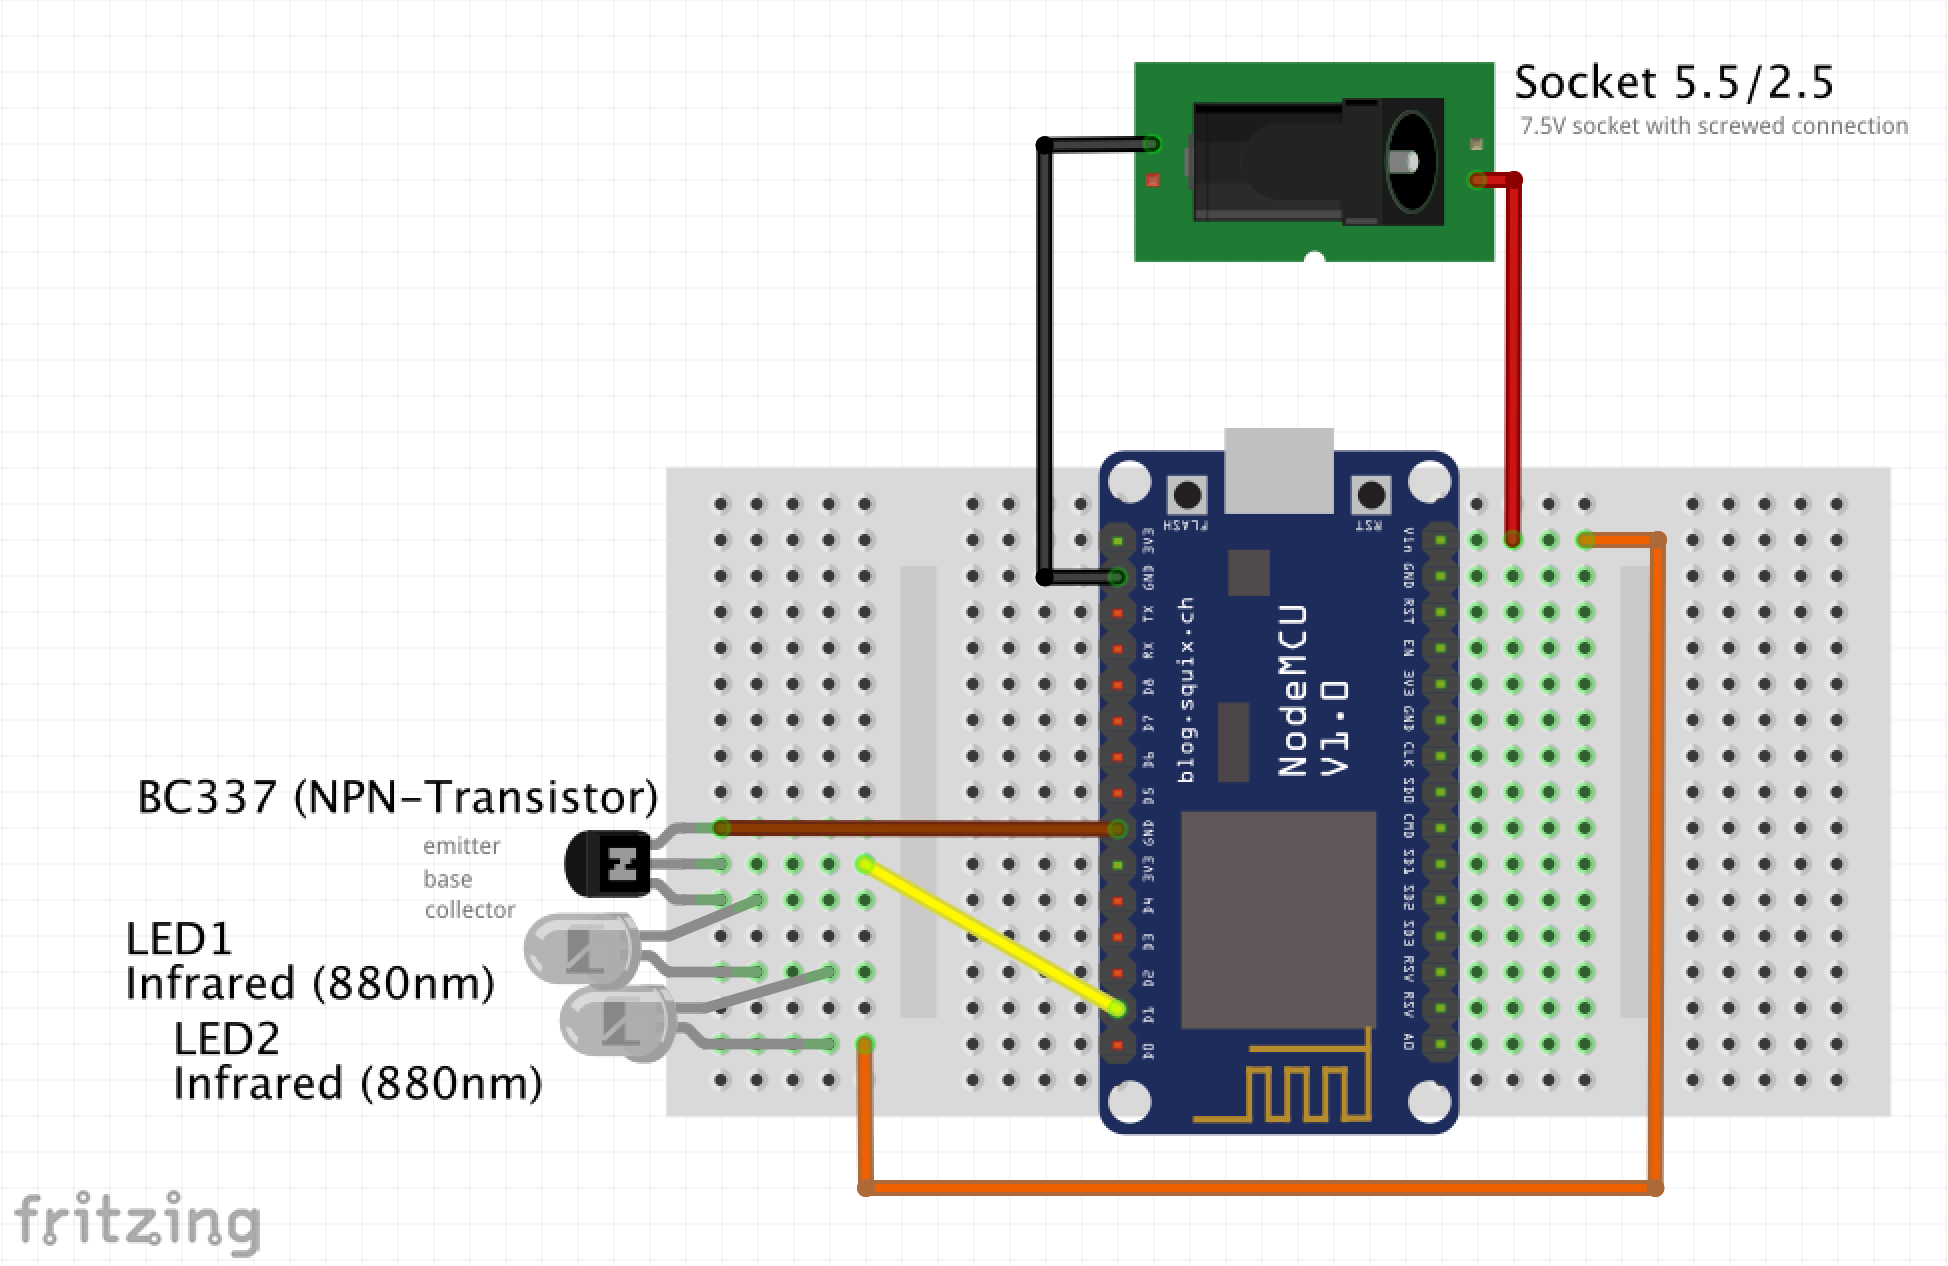 Socket 5.5/2.5
7.5V socket with screwed connection
FLASH
RST
3V3
GND
TX
RX
D8
D7
D6
D5
GND
3V3
D4
D3
D2
D1
D0
blog.squix.ch
NodeMCU
V1.0
Vin
GND
RST
EN
3V3
GND
CLK
SDO
CMD
SD1
SD2
SD3
RSV
RSV
A0
BC337 (NPN-Transistor)
emitter
base
collector
LED1
Infrared (880nm)
LED2
Infrared (880nm)
fritzing